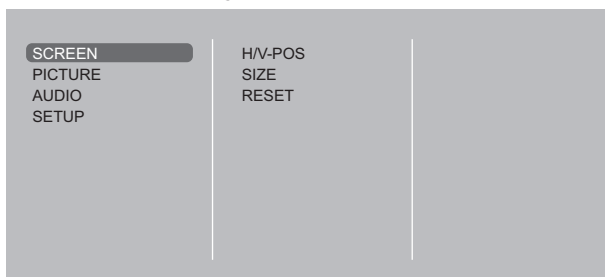 SCREEN
PICTURE
AUDIO
SETUP
H/V-POS
SIZE
RESET